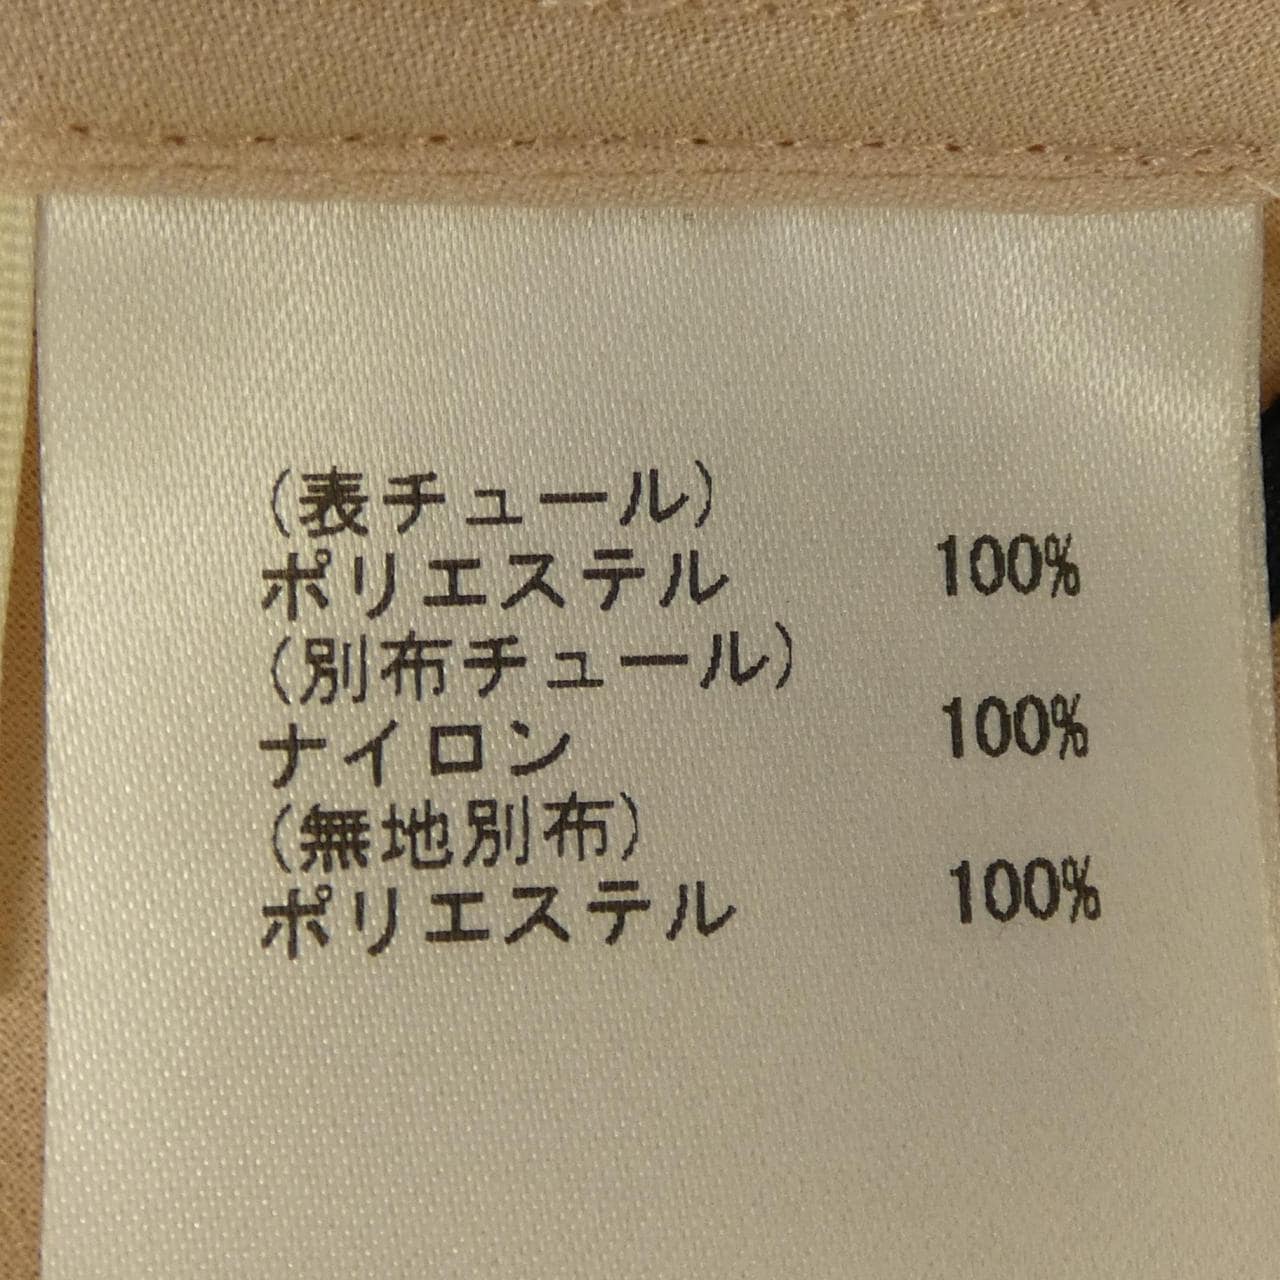 (表チュール)
ポリエステル 100%
(別布チュール)
ナイロン 100%
(無地別布)
ポリエステル 100%